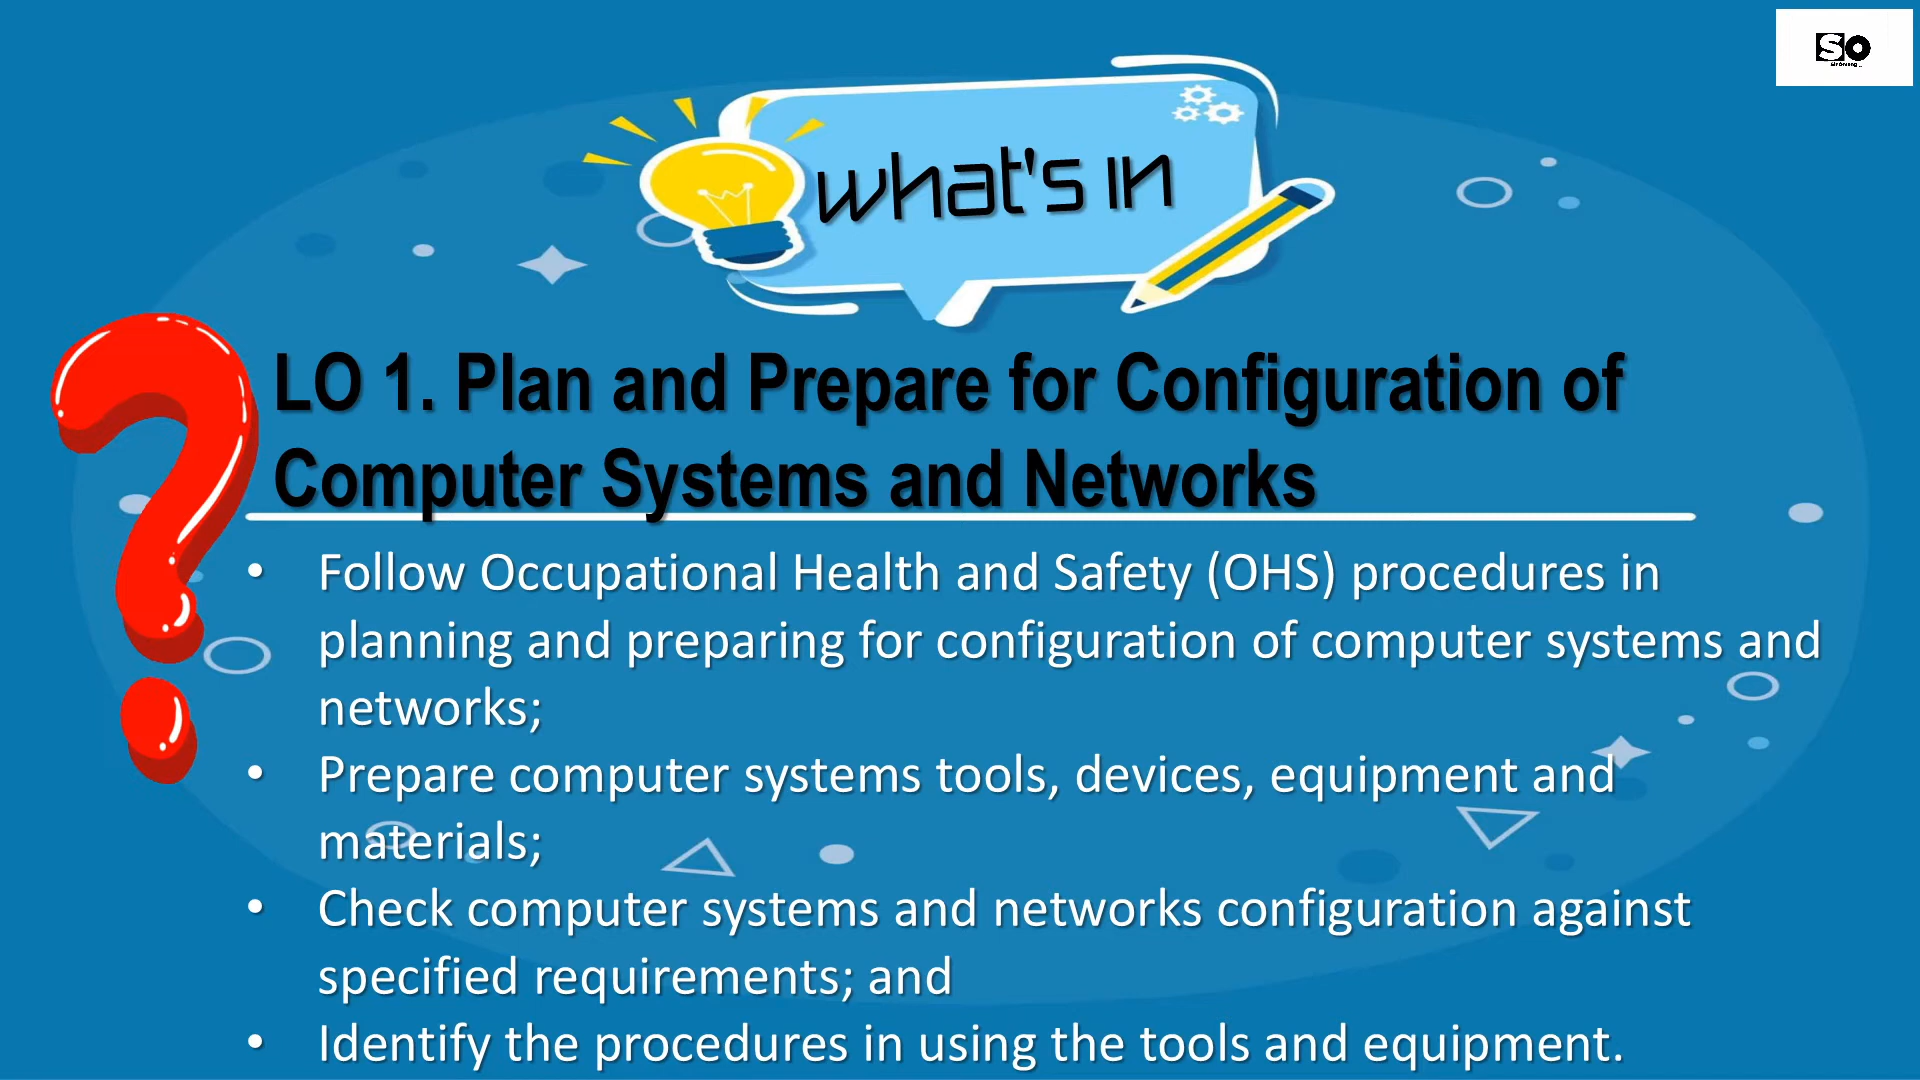 SO
what's in
LO 1. Plan and Prepare for Configuration of
Computer Systems and Networks
• Follow Occupational Health and Safety (OHS) procedures in
planning and preparing for configuration of computer systems and
networks;
• Prepare computer systems tools, devices, equipment and
materials;
• Check computer systems and networks configuration against
specified requirements; and
• Identify the procedures in using the tools and equipment.